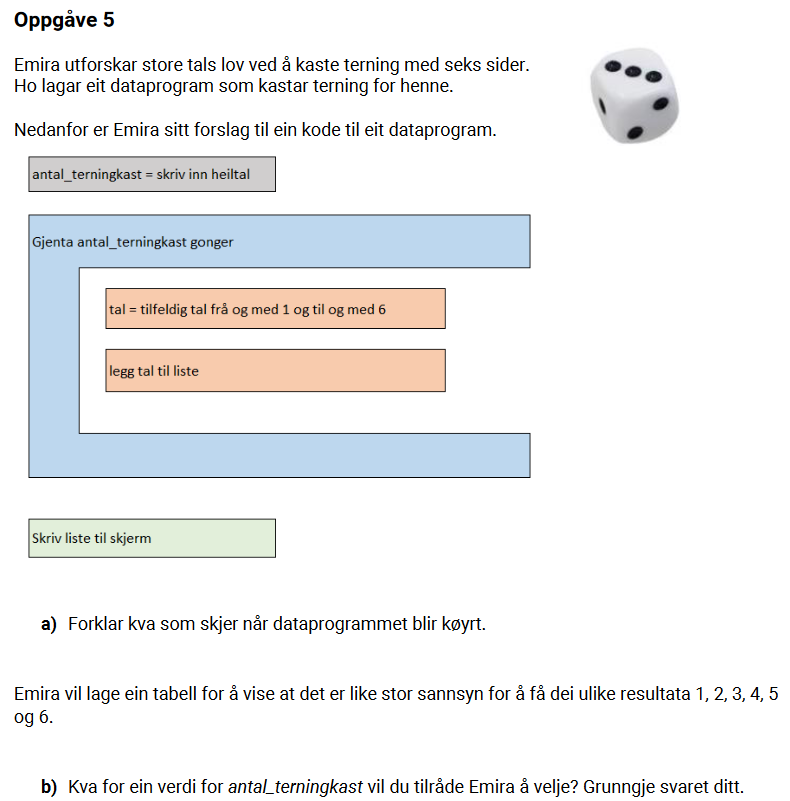 Oppgåve 5
Emira utforskar store tals lov ved å kaste terning med seks sider.
Ho lagar eit dataprogram som kastar terning for henne.
Nedanfor er Emira sitt forslag til ein kode til eit dataprogram.
antal_terningkast = skriv inn heiltal
Gjenta antal_terningkast gonger
tal = tilfeldig tal frå og med 1 og til og med 6
legg tal til liste
Skriv liste til skjerm
a) Forklar kva som skjer når dataprogrammet blir køyrt.
Emira vil lage ein tabell for å vise at det er like stor sannsyn for å få dei ulike resultata 1, 2, 3, 4, 5
og 6.
b) Kva for ein verdi for antal_terningkast vil du tilråde Emira å velje? Grunngje svaret ditt.